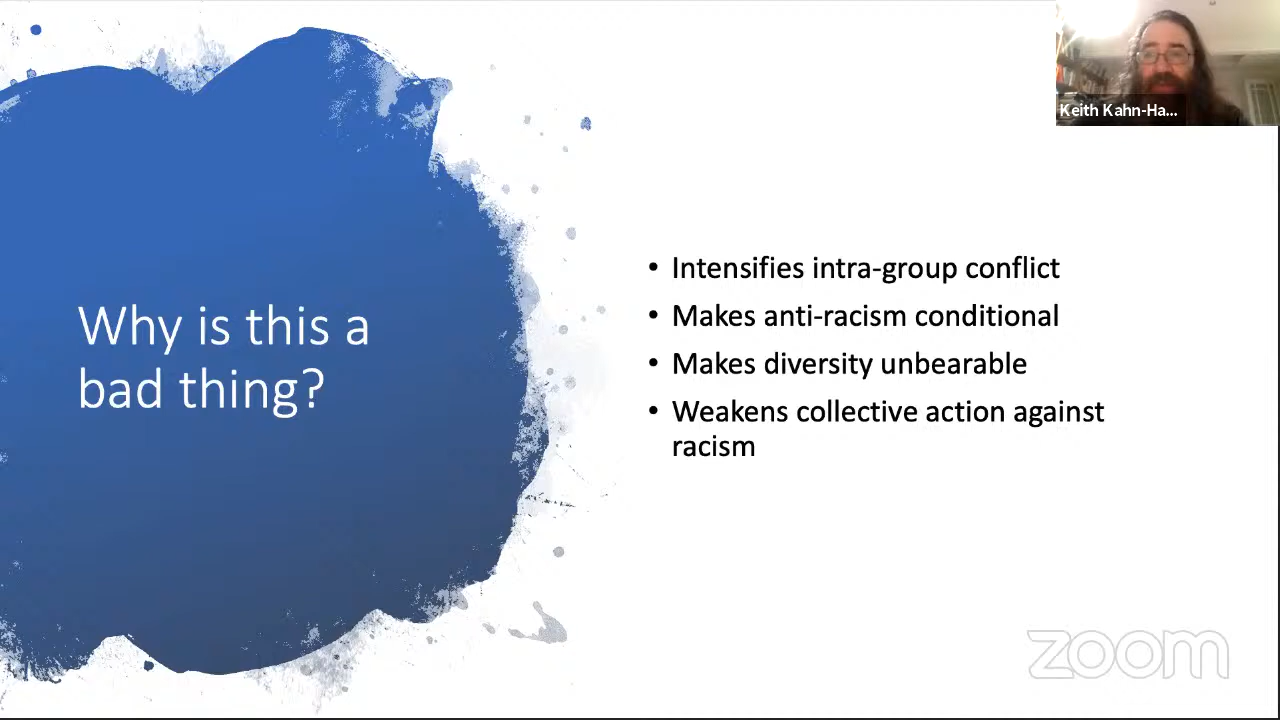 Keith Kahn-Ha...
Why is this a
bad thing?
• Intensifies intra-group conflict
• Makes anti-racism conditional
• Makes diversity unbearable
• Weakens collective action against
racism
zoom